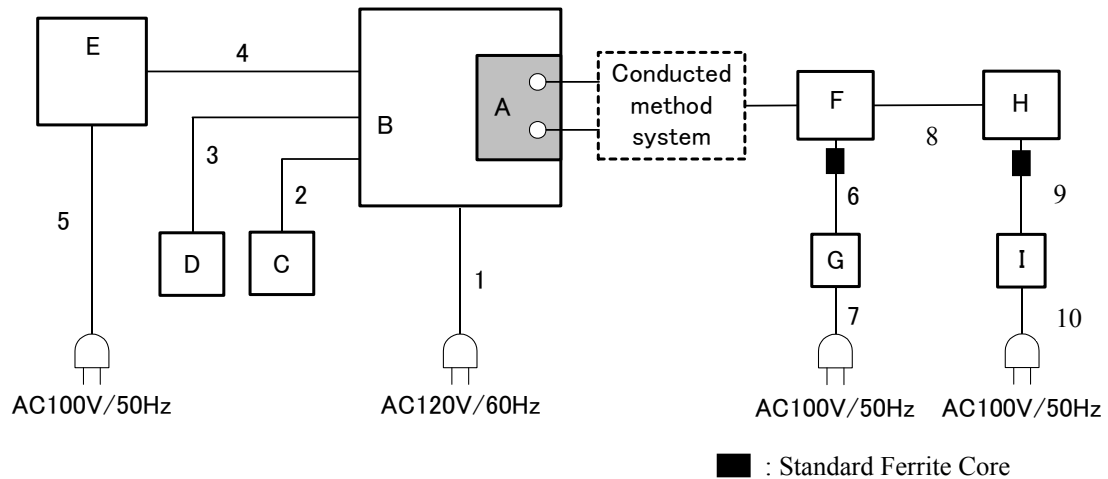 E
4
B
A
Conducted
method
system
F
8
H
3
2
5
6
9
D
C
1
G
I
7
10
AC100V/50Hz
AC120V/60Hz
AC100V/50Hz
AC100V/50Hz
: Standard Ferrite Core